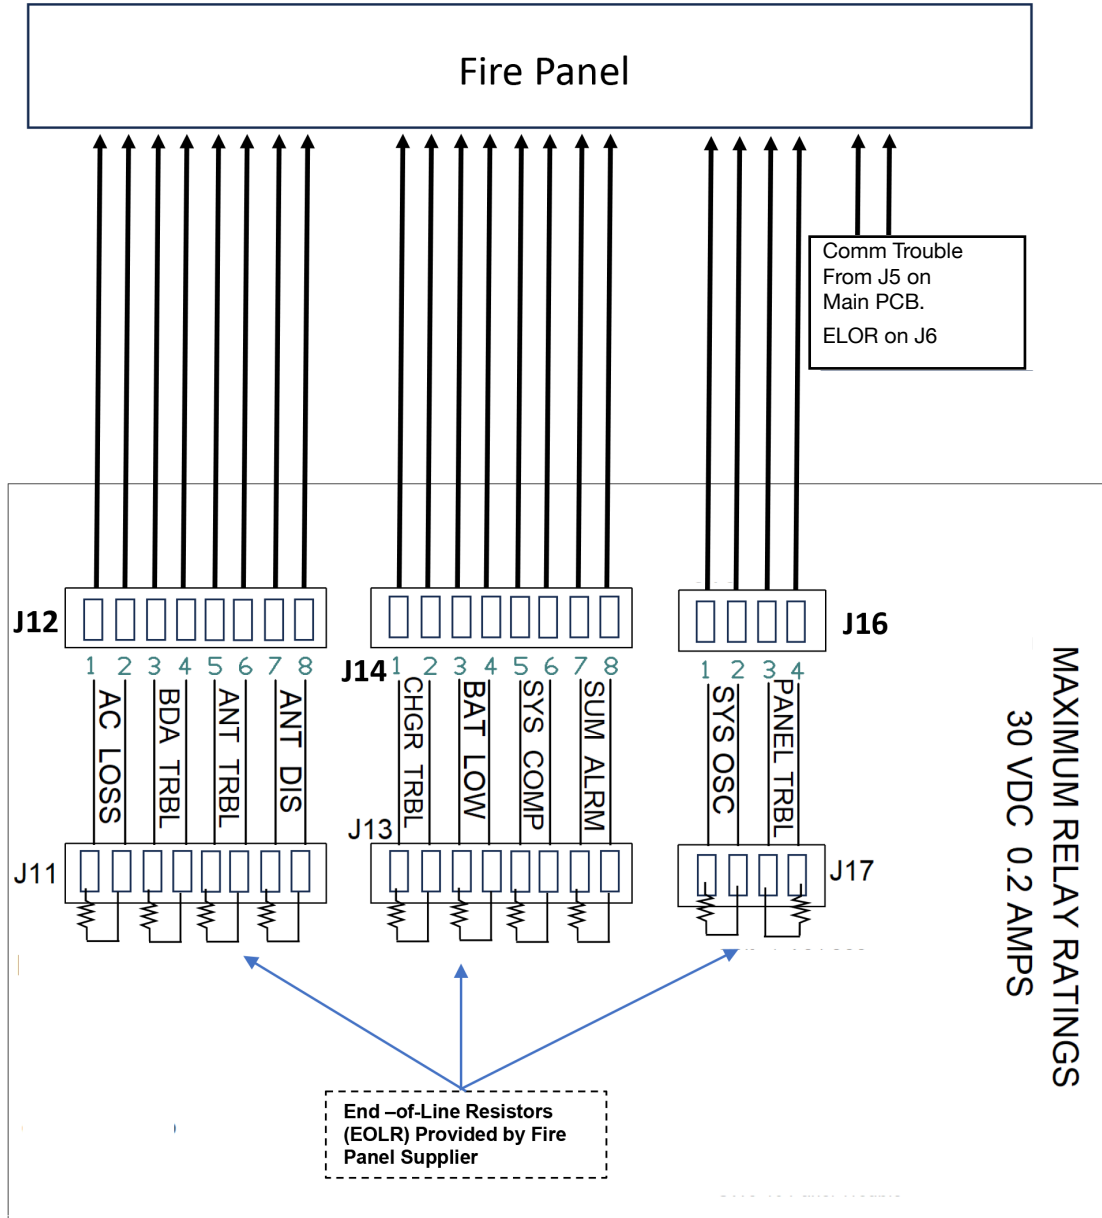 Fire Panel
Comm Trouble
From J5 on
Main PCB.
ELOR on J6
J12
J14
J16
1 2 3 4 5 6 7 8
1 2 3 4 5 6 7 8
1 2 3 4
AC LOSS
BDA TRBL
ANT TRBL
ANT DIS
CHGR TRBL
BAT LOW
SYS COMP
SUM ALRM
SYS OSC
PANEL TRBL
J11
J13
J17
MAXIMUM RELAY RATINGS
30 VDC 0.2 AMPS
End –of-Line Resistors
(EOLR) Provided by Fire
Panel Supplier